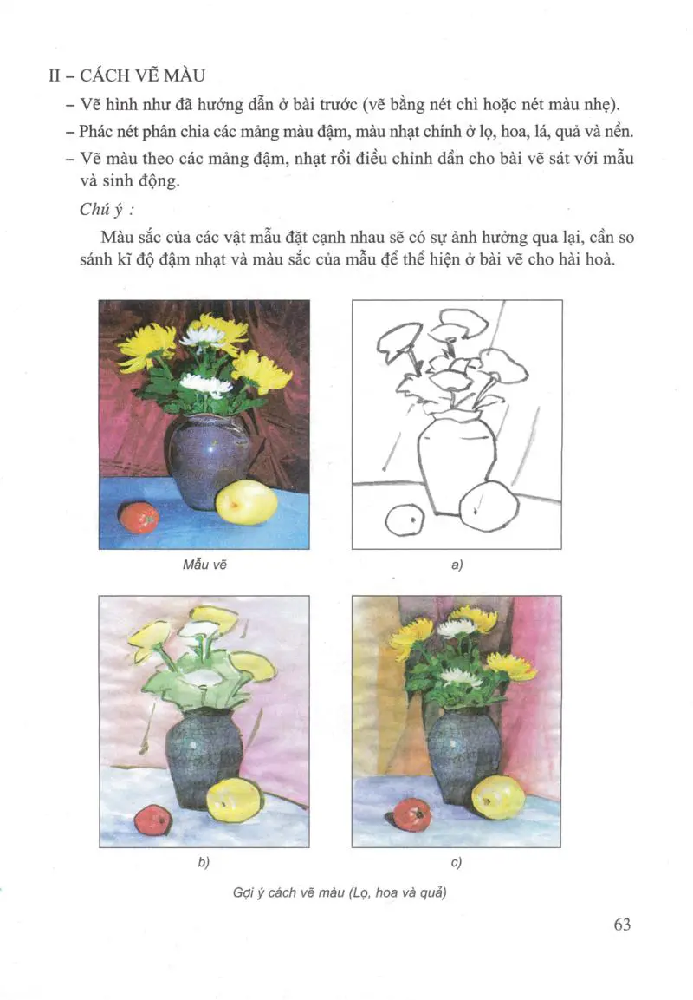 II – CÁCH VẼ MÀU
– Vẽ hình như đã hướng dẫn ở bài trước (vẽ bằng nét chì hoặc nét màu nhẹ).
– Phác nét phân chia các mảng màu đậm, màu nhạt chính ở lọ, hoa, lá, quả và nền.
– Vẽ màu theo các mảng đậm, nhạt rồi điều chỉnh dần cho bài vẽ sát với mẫu
và sinh động.
Chú ý :
Màu sắc của các vật mẫu đặt cạnh nhau sẽ có sự ảnh hưởng qua lại, cần so
sánh kĩ độ đậm nhạt và màu sắc của mẫu để thể hiện ở bài vẽ cho hài hoà.
Mẫu vẽ
a)
b)
c)
Gợi ý cách vẽ màu (Lọ, hoa và quả)
63